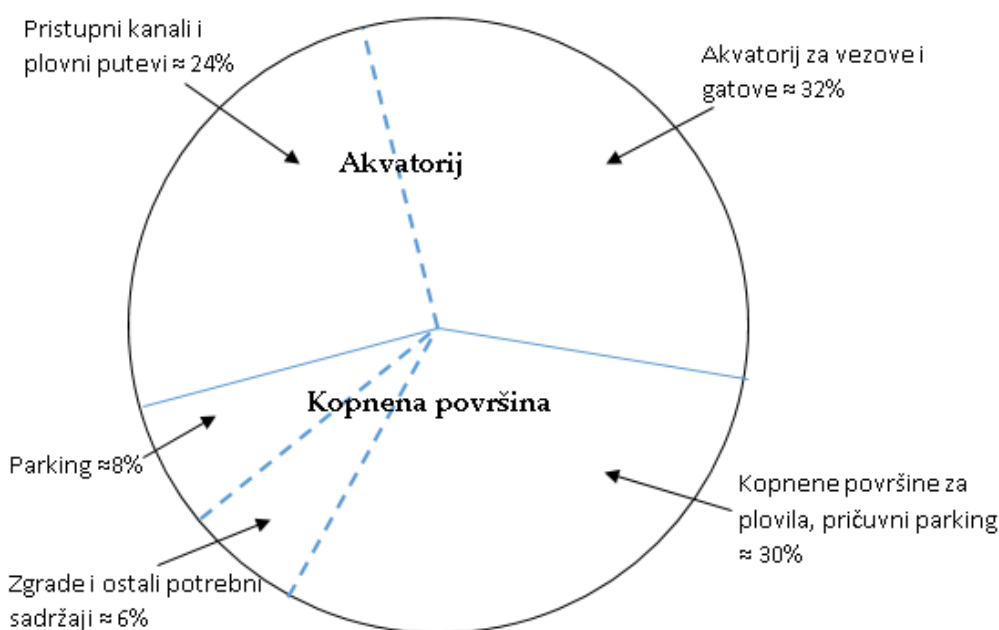 Pristupni kanali i
plovni putevi ≈ 24%
Akvatorij za vezove i
gatove ≈ 32%
Akvatorij
Kopnena površina
Parking ≈8%
Kopnene površine za
plovila, pričuvni parking
≈ 30%
Zgrade i ostali potrebni
sadržaji ≈ 6%